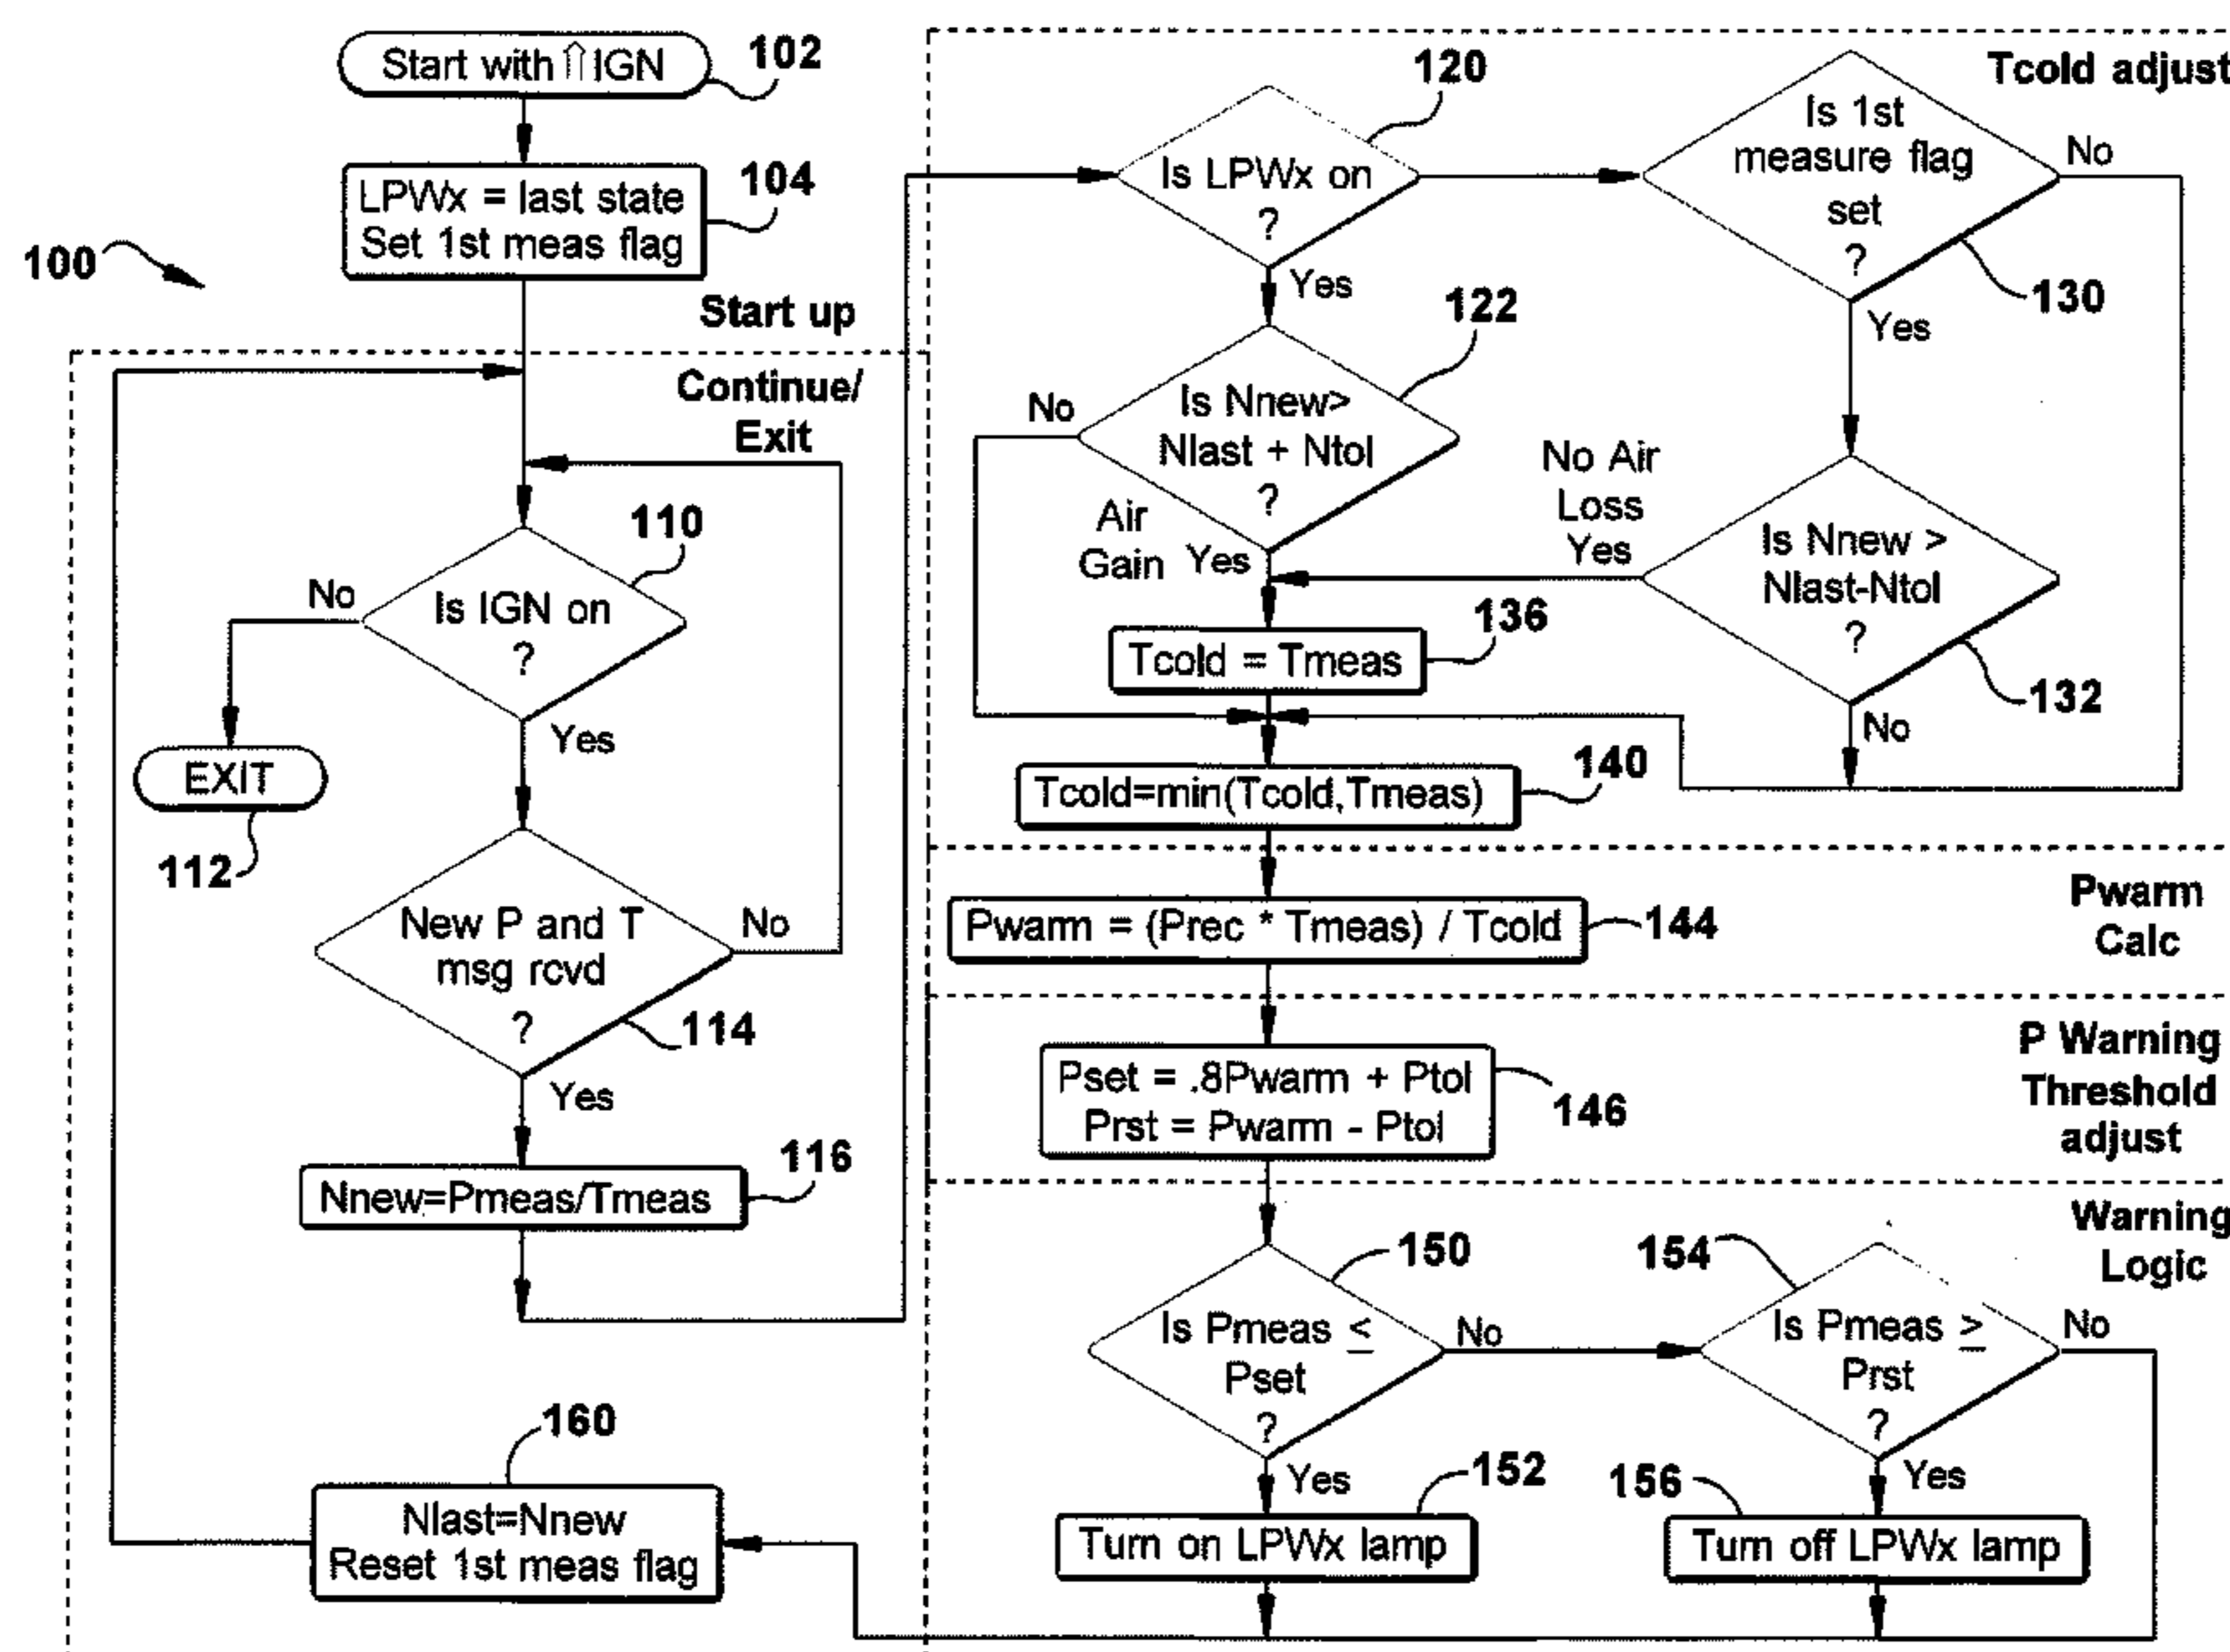 Start with ⇑ IGN
102
LPWx = last state
Set 1st meas flag
104
100
Start up
Continue/
Exit
110
Is IGN on
?
No
Yes
EXIT
112
New P and T
msg rcvd
?
No
114
Yes
Nnew=Pmeas/Tmeas
116
160
Nlast=Nnew
Reset 1st meas flag
Tcold adjust
120
Is LPWx on
?
Yes
Is 1st
measure flag
set
?
No
130
Yes
122
Is Nnew>
Nlast + Ntol
?
No
Air
Gain
Yes
No Air
Loss
Yes
Is Nnew >
Nlast-Ntol
?
132
No
136
Tcold = Tmeas
140
Tcold=min(Tcold,Tmeas)
Pwarm
Calc
Pwarm = (Prec * Tmeas) / Tcold
144
P Warning
Threshold
adjust
Pset = .8Pwarm + Ptol
Prst = Pwarm - Ptol
146
Warning
Logic
150
Is Pmeas ≤
Pset
?
No
Yes
154
Is Pmeas ≥
Prst
?
No
Yes
152
Turn on LPWx lamp
156
Turn off LPWx lamp